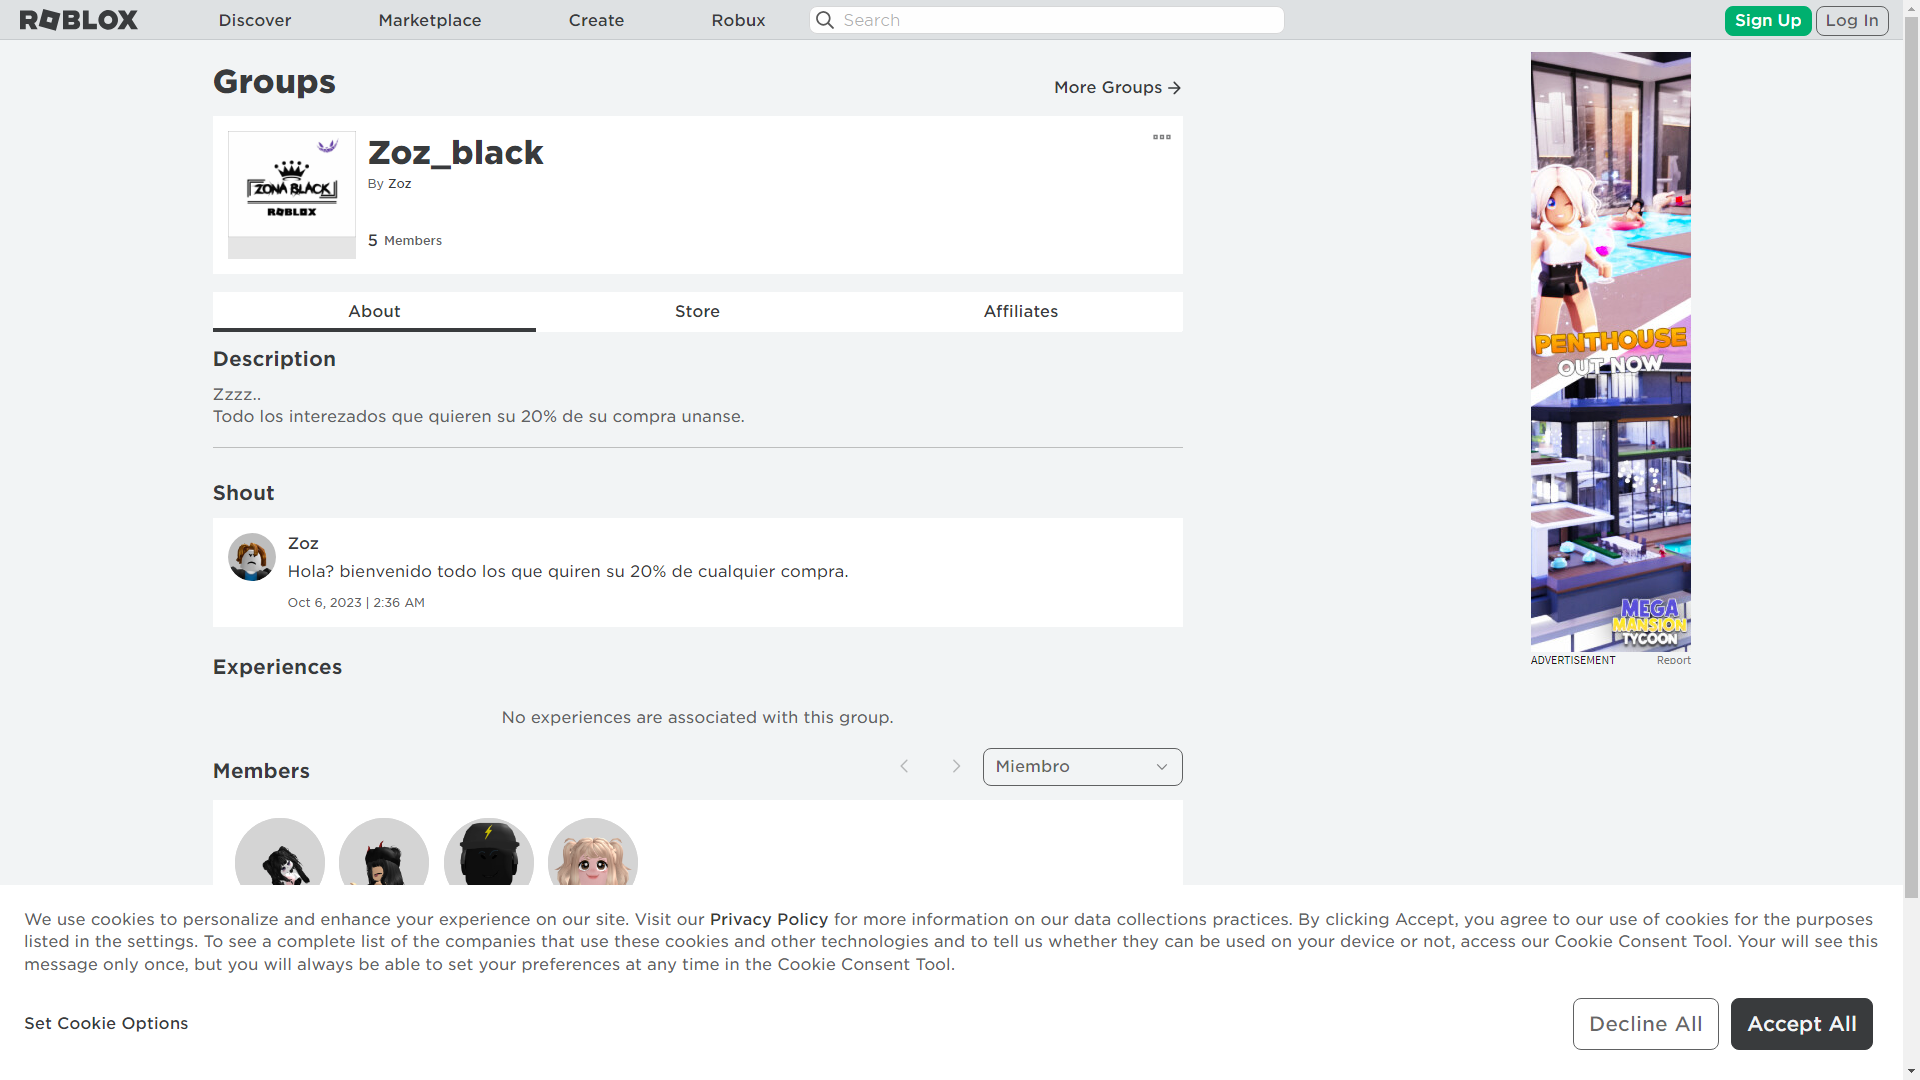 ROBLOX
Discover
Marketplace
Create
Robux
Search
Sign Up
Log In
Groups
More Groups
ZONA BLACK
ROBLOX
Zoz_black
By Zoz
5 Members
About
Store
Affiliates
Description
Zzzz..
Todo los interezados que quieren su 20% de su compra unanse.
Shout
Zoz
Hola? bienvenido todo los que quiren su 20% de cualquier compra.
Oct 6, 2023 | 2:36 AM
Experiences
No experiences are associated with this group.
Members
Miembro
PENTHOUSE
OUT NOW
MEGA
MANSION
TYCOON
ADVERTISEMENT
Report
We use cookies to personalize and enhance your experience on our site. Visit our Privacy Policy for more information on our data collections practices. By clicking Accept, you agree to our use of cookies for the purposes
listed in the settings. To see a complete list of the companies that use these cookies and other technologies and to tell us whether they can be used on your device or not, access our Cookie Consent Tool. Your will see this
message only once, but you will always be able to set your preferences at any time in the Cookie Consent Tool.
Set Cookie Options
Decline All
Accept All